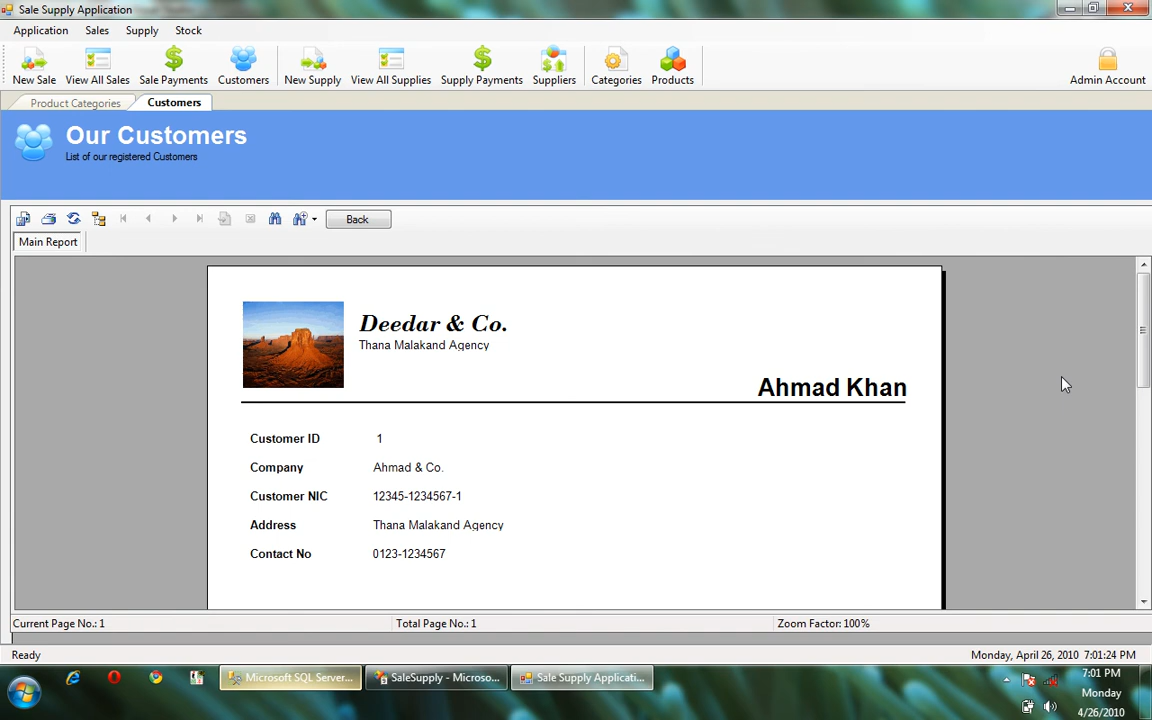 Sale Supply Application
Application Sales Supply Stock
New Sale View All Sales Sale Payments Customers New Supply View All Supplies Supply Payments Suppliers Categories Products Admin Account
Product Categories Customers
Our Customers
List of our registered Customers
Back
Main Report
Deedar & Co.
Thana Malakand Agency
Ahmad Khan
Customer ID 1
Company Ahmad & Co.
Customer NIC 12345-1234567-1
Address Thana Malakand Agency
Contact No 0123-1234567
Current Page No.: 1 Total Page No.: 1 Zoom Factor: 100%
Ready Monday, April 26, 2010 7:01:24 PM
Microsoft SQL Server... SaleSupply - Microso... Sale Supply Applicati...
7:01 PM
Monday
4/26/2010